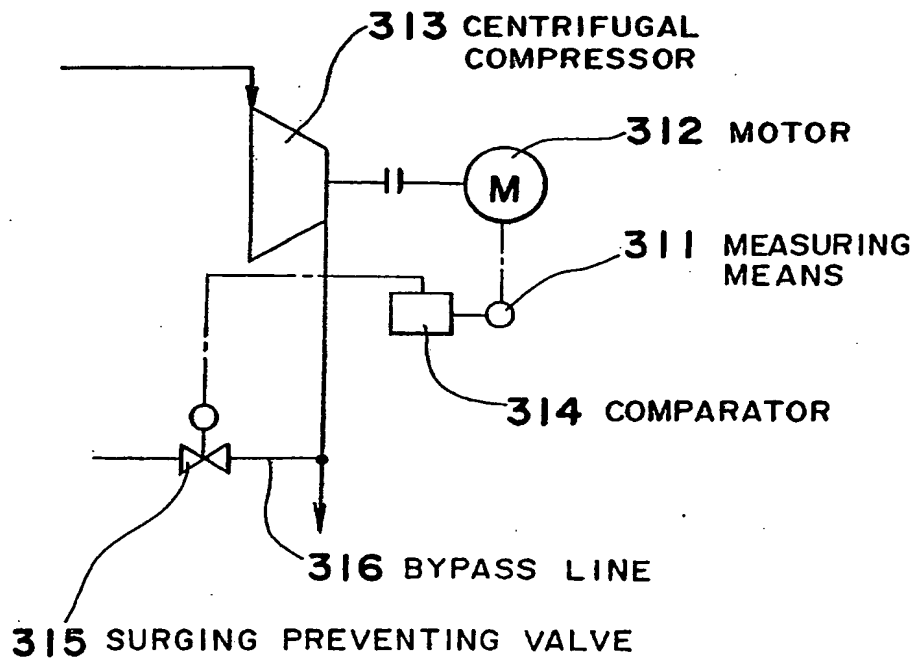 313 CENTRIFUGAL
COMPRESSOR
312 MOTOR
M
311 MEASURING
MEANS
314 COMPARATOR
316 BYPASS LINE
315 SURGING PREVENTING VALVE